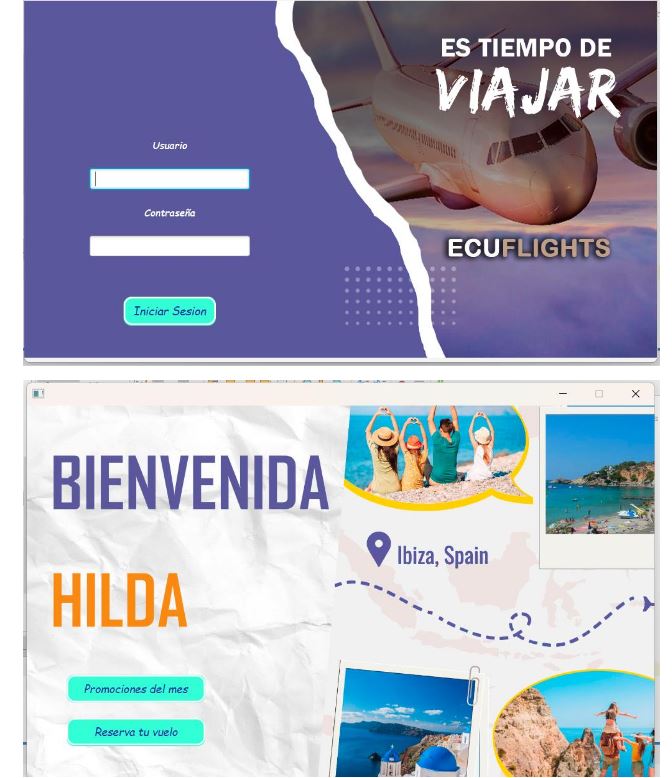 ES TIEMPO DE
VIAJAR
Usuario
Contraseña
ECUFLIGHTS
Iniciar Sesion
BIENVENIDA
Ibiza, Spain
HILDA
Promociones del mes
Reserva tu vuelo